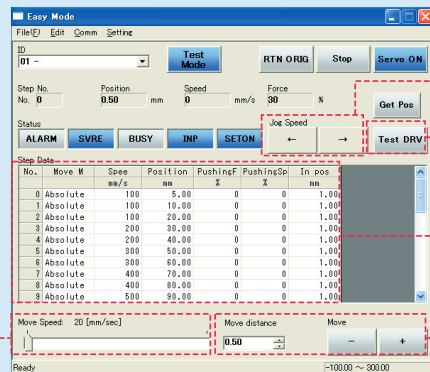 Easy Mode
File(F) Edit Comm Setting
ID
01 -
Test Mode
RTN ORIG
Stop
Servo ON
Step No. Position Speed Force
No. 0 0.50 mm 0 mm/s 30 %
Get Pos
Status
Jog Speed
ALARM SVRE BUSY INP SETON
← →
Test DRV
Step Data
No. Move M Spee Position PushingF PushingSp In pos
mm/s mm % % mm
0 Absolute 100 5.00 0 0 1.00
1 Absolute 100 10.00 0 0 1.00
2 Absolute 100 20.00 0 0 1.00
3 Absolute 200 30.00 0 0 1.00
4 Absolute 200 40.00 0 0 1.00
5 Absolute 300 50.00 0 0 1.00
6 Absolute 300 60.00 0 0 1.00
7 Absolute 400 70.00 0 0 1.00
8 Absolute 400 80.00 0 0 1.00
9 Absolute 500 90.00 0 0 1.00
Move Speed: 20 [mm/sec]
Move distance
Move
0.50
- +
Ready
-100.00 ~ 300.00